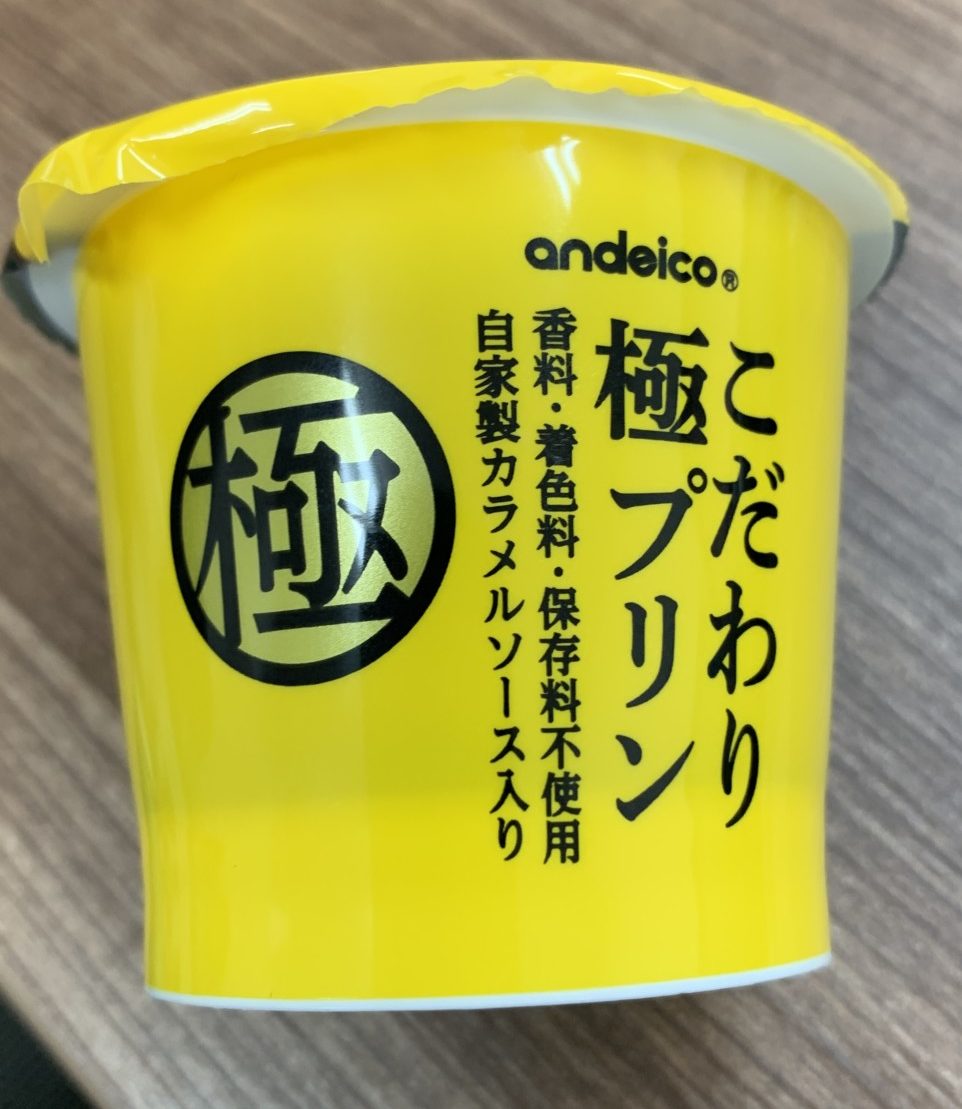 andeico®
こだわり
極プリン
香料・着色料・保存料不使用
自家製カラメルソース入り
極